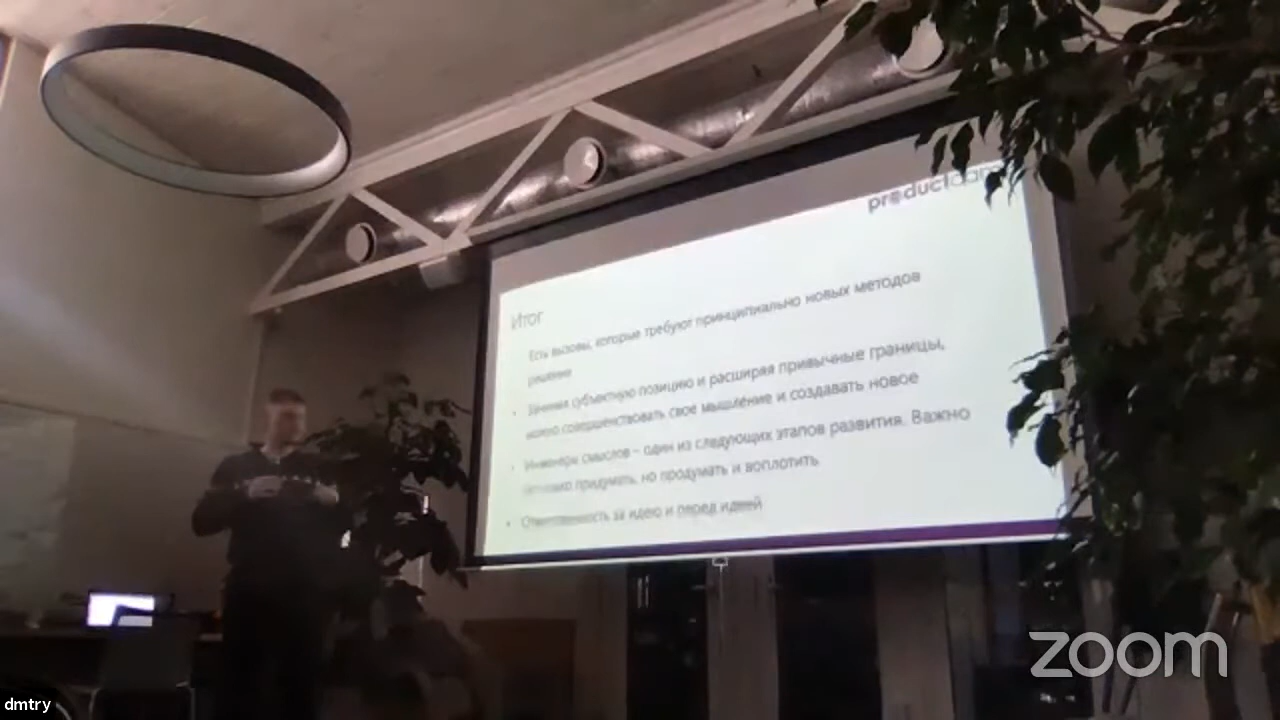 productcamp
Итог
Есть вызовы, которые требуют принципиально новых методов
решение
Занимая субъектную позицию и расширяя привычные границы,
можно совершенствовать свое мышление и создавать новое
Инженеры смыслов – один из следующих этапов развития. Важно
не только придумать, но продумать и воплотить
Ответственность за идею и перед идеей
zoom
dmtry